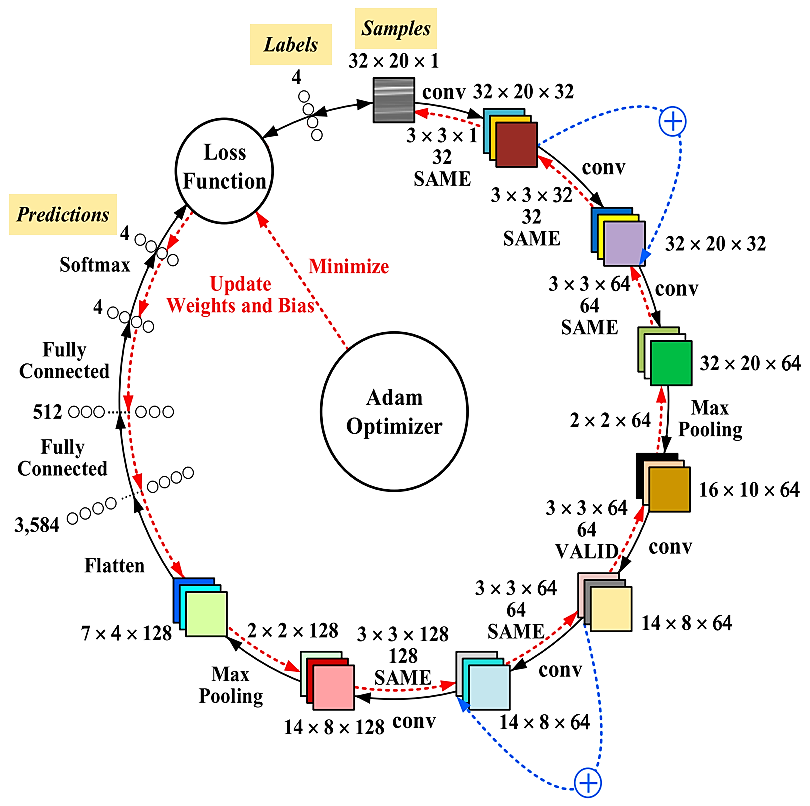 Samples
Labels
32 × 20 × 1
4
conv
32 × 20 × 32
3 × 3 × 1
32
SAME
Loss
Function
conv
3 × 3 × 32
32
SAME
Predictions
4
Softmax
32 × 20 × 32
Minimize
Update
Weights and Bias
3 × 3 × 64
64
SAME
conv
4
32 × 20 × 64
Fully
Connected
Adam
Optimizer
Max
Pooling
2 × 2 × 64
512
Fully
Connected
16 × 10 × 64
3 × 3 × 64
64
VALID
conv
3,584
Flatten
3 × 3 × 64
64
SAME
14 × 8 × 64
7 × 4 × 128
2 × 2 × 128
3 × 3 × 128
128
SAME
conv
Max
Pooling
14 × 8 × 128
conv
14 × 8 × 64